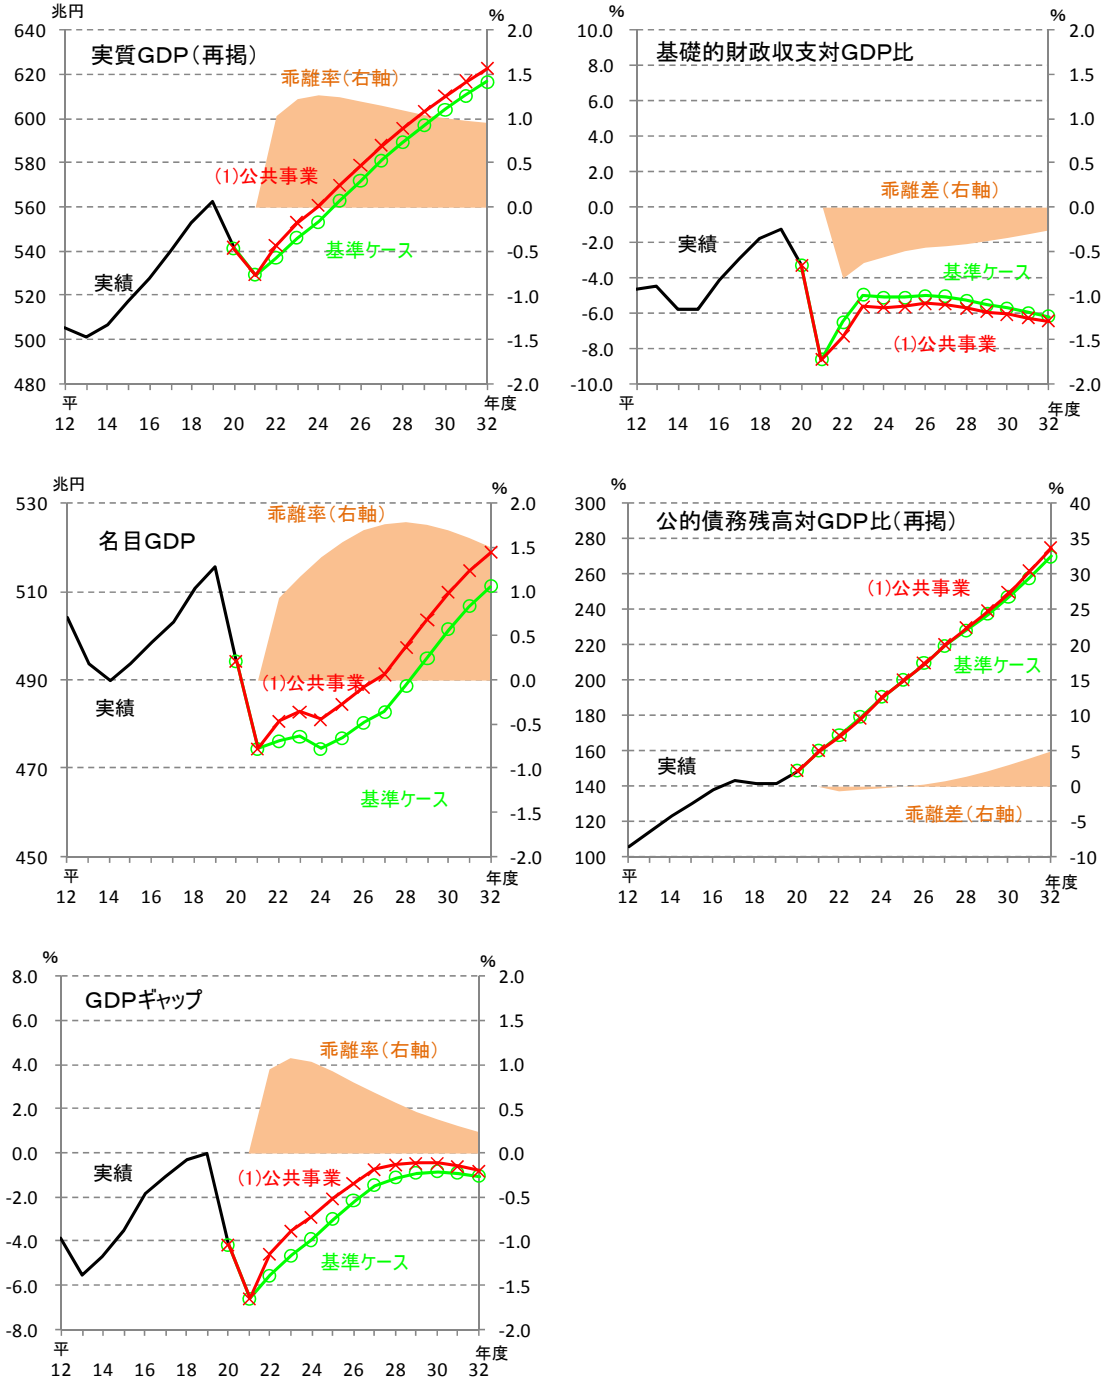 兆円
%
実質GDP(再掲)
乖離率(右軸)
(1)公共事業
基準ケース
実績
640
620
600
580
560
540
520
500
480
2.0
1.5
1.0
0.5
0.0
-0.5
-1.0
-1.5
-2.0
平
12 14 16 18 20 22 24 26 28 30 32
年度
%
%
基礎的財政収支対GDP比
乖離差(右軸)
実績
基準ケース
(1)公共事業
10.0
8.0
6.0
4.0
2.0
0.0
-2.0
-4.0
-6.0
-8.0
-10.0
2.0
1.5
1.0
0.5
0.0
-0.5
-1.0
-1.5
-2.0
平
12 14 16 18 20 22 24 26 28 30 32
年度
兆円
%
名目GDP
乖離率(右軸)
(1)公共事業
実績
基準ケース
530
510
490
470
450
2.0
1.5
1.0
0.5
0.0
-0.5
-1.0
-1.5
-2.0
平
12 14 16 18 20 22 24 26 28 30 32
年度
%
%
公的債務残高対GDP比(再掲)
(1)公共事業
基準ケース
実績
乖離差(右軸)
300
280
260
240
220
200
180
160
140
120
100
40
35
30
25
20
15
10
5
0
-5
-10
平
12 14 16 18 20 22 24 26 28 30 32
年度
%
%
GDPギャップ
乖離率(右軸)
実績
(1)公共事業
基準ケース
8.0
6.0
4.0
2.0
0.0
-2.0
-4.0
-6.0
-8.0
2.0
1.5
1.0
0.5
0.0
-0.5
-1.0
-1.5
-2.0
平
12 14 16 18 20 22 24 26 28 30 32
年度